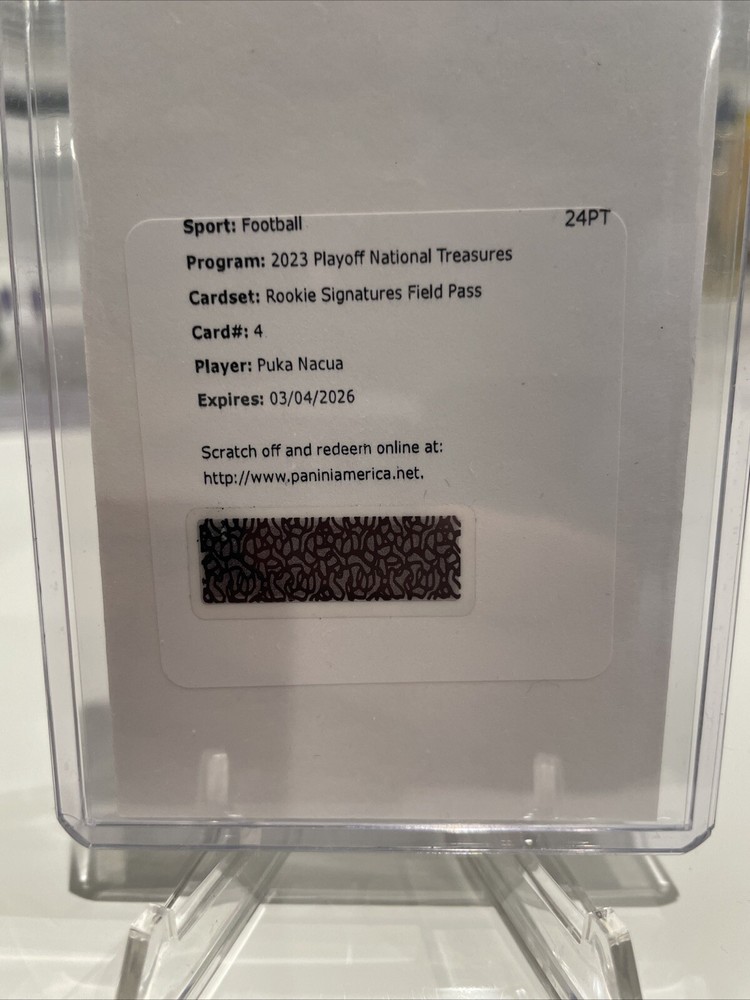 Sport: Football 24PT
Program: 2023 Playoff National Treasures
Cardset: Rookie Signatures Field Pass
Card#: 4
Player: Puka Nacua
Expires: 03/04/2026
Scratch off and redeem online at:
http://www.paniniamerica.net.